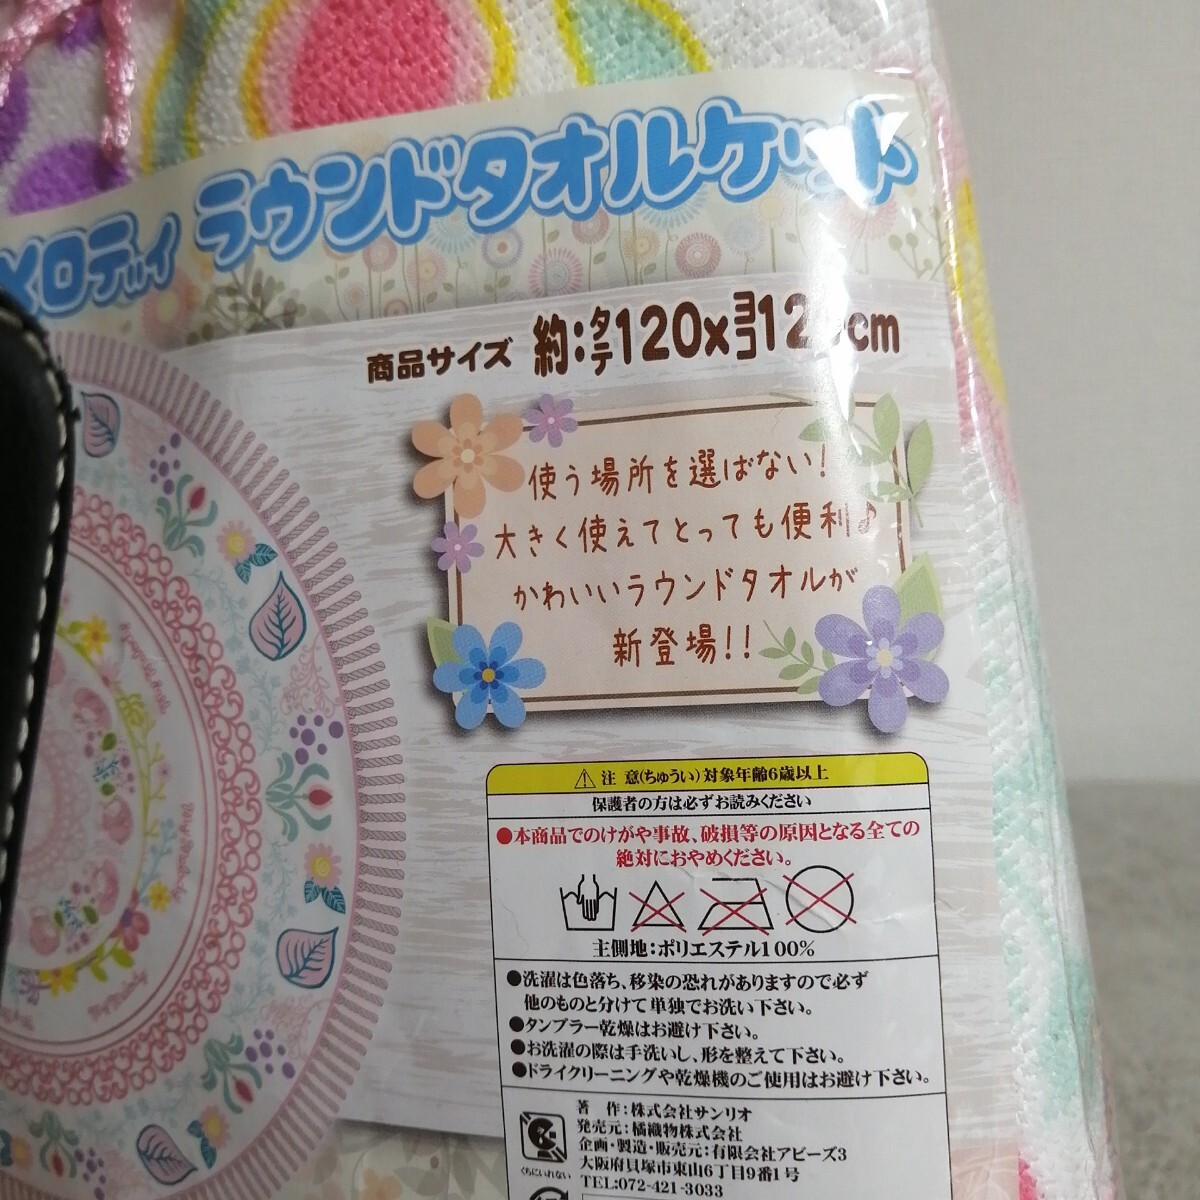 メロディ ラウンドタオルケット
商品サイズ 約:タテ120xヨコ120cm
使う場所を選ばない!
大きく使えてとっても便利♪
かわいいラウンドタオルが
新登場!!
⚠注 意(ちゅうい)対象年齢6歳以上
保護者の方は必ずお読みください
●本商品でのけがや事故、破損等の原因となる全ての
絶対におやめください。
主側地:ポリエステル100%
●洗濯は色落ち、移染の恐れがありますので必ず
他のものと分けて単独でお洗い下さい。
●タンブラー乾燥はお避け下さい。
●お洗濯の際は手洗いし、形を整えて下さい。
●ドライクリーニングや乾燥機のご使用はお避け下さい。
著 作:株式会社サンリオ
発売元:橘織物株式会社
企画・製造・販売元:有限会社アピーズ3
大阪府貝塚市東山6丁目9番1号
TEL:072-421-3033
くちにいれない
My Melody